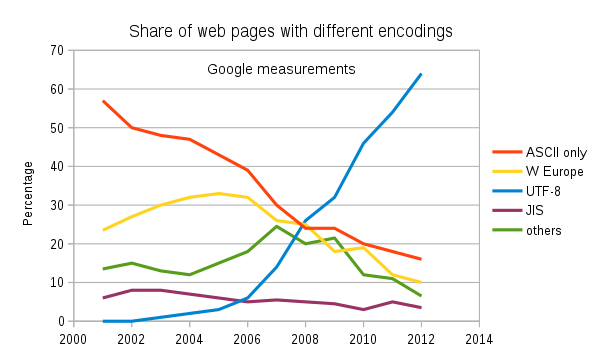 Share of web pages with different encodings
Google measurements
Percentage
70
60
50
40
30
20
10
0
2000 2002 2004 2006 2008 2010 2012 2014
ASCII only
W Europe
UTF-8
JIS
others